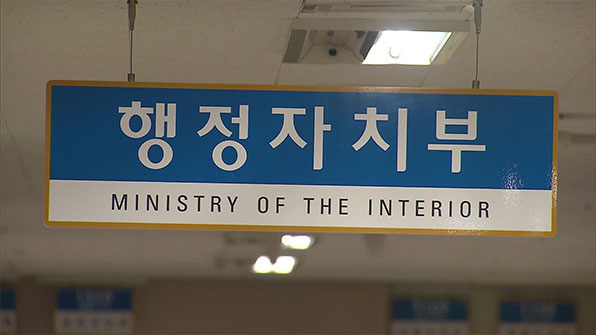 행정자치부
MINISTRY OF THE INTERIOR